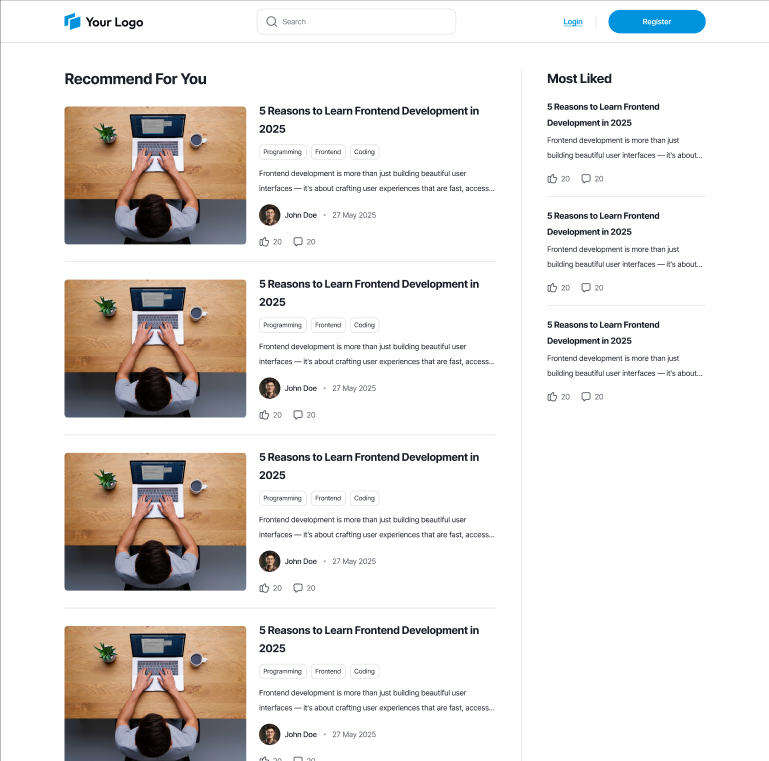 Your Logo
Search
Login
Register
Recommend For You
5 Reasons to Learn Frontend Development in
2025
Programming
Frontend
Coding
Frontend development is more than just building beautiful user
interfaces — it's about crafting user experiences that are fast, access...
John Doe • 27 May 2025
20 20
5 Reasons to Learn Frontend Development in
2025
Programming
Frontend
Coding
Frontend development is more than just building beautiful user
interfaces — it's about crafting user experiences that are fast, access...
John Doe • 27 May 2025
20 20
5 Reasons to Learn Frontend Development in
2025
Programming
Frontend
Coding
Frontend development is more than just building beautiful user
interfaces — it's about crafting user experiences that are fast, access...
John Doe • 27 May 2025
20 20
5 Reasons to Learn Frontend Development in
2025
Programming
Frontend
Coding
Frontend development is more than just building beautiful user
interfaces — it's about crafting user experiences that are fast, access...
John Doe • 27 May 2025
20 20
Most Liked
5 Reasons to Learn Frontend
Development in 2025
Frontend development is more than just
building beautiful user interfaces — it's about...
20 20
5 Reasons to Learn Frontend
Development in 2025
Frontend development is more than just
building beautiful user interfaces — it's about...
20 20
5 Reasons to Learn Frontend
Development in 2025
Frontend development is more than just
building beautiful user interfaces — it's about...
20 20